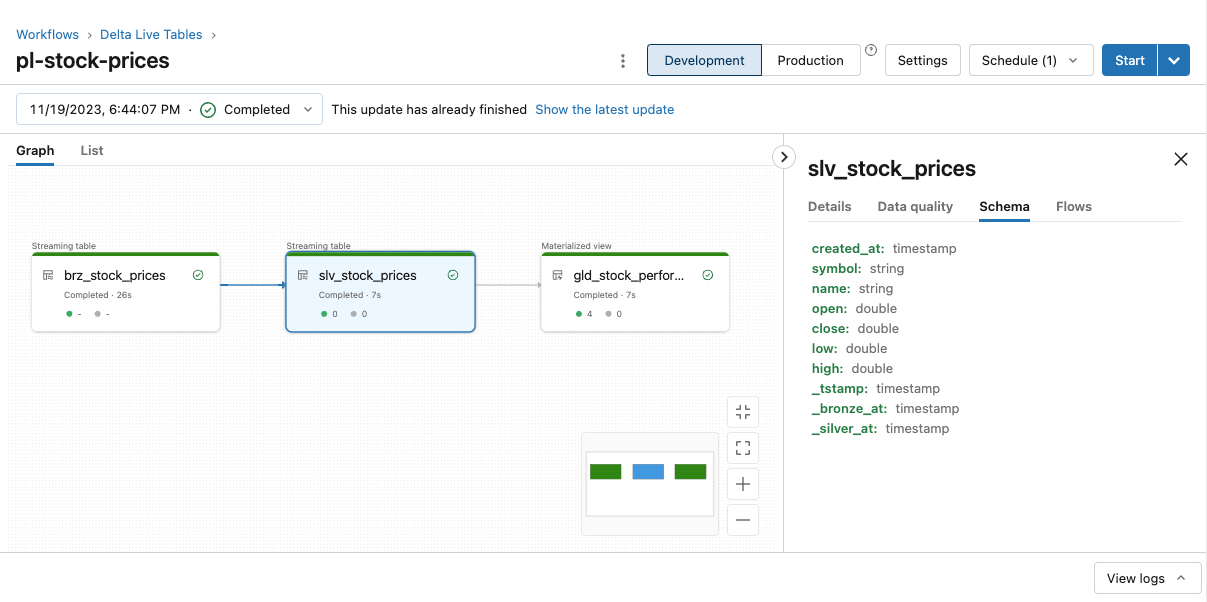 Workflows › Delta Live Tables ›
pl-stock-prices
Development Production ? Settings Schedule (1) Start
11/19/2023, 6:44:07 PM · Completed This update has already finished Show the latest update
Graph List
Streaming table
brz_stock_prices
Completed · 26s
- -
Streaming table
slv_stock_prices
Completed · 7s
0 0
Materialized view
gld_stock_perfor...
Completed · 7s
4 0
slv_stock_prices
Details Data quality Schema Flows
created_at: timestamp
symbol: string
name: string
open: double
close: double
low: double
high: double
_tstamp: timestamp
_bronze_at: timestamp
_silver_at: timestamp
View logs